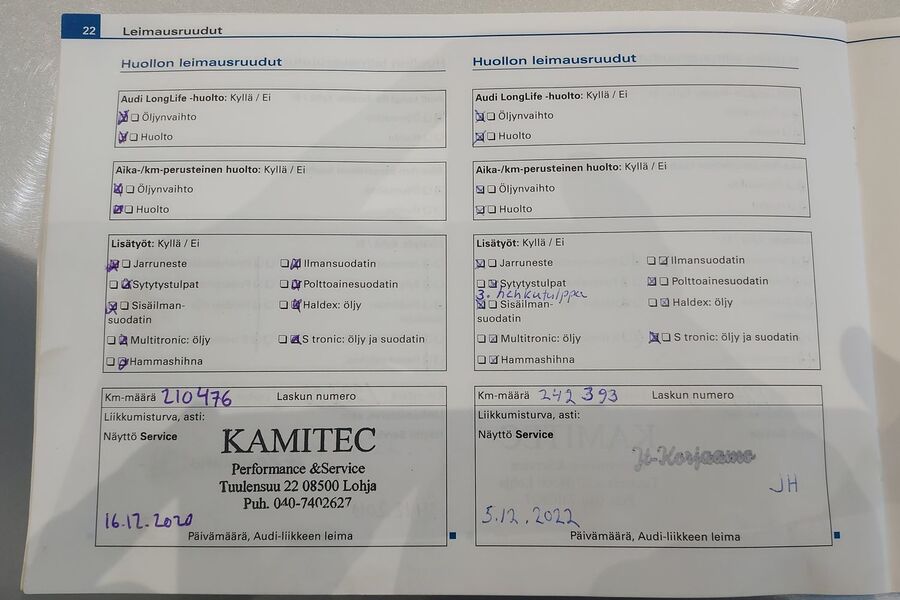 22 Leimausruudut
Huollon leimausruudut
Audi LongLife -huolto: Kyllä / Ei
Öljynvaihto
Huolto
Aika-/km-perusteinen huolto: Kyllä / Ei
Öljynvaihto
Huolto
Lisätyöt: Kyllä / Ei
Jarruneste
Ilmansuodatin
Sytytystulpat
Polttoainesuodatin
Sisäilman-
suodatin
Haldex: öljy
Multitronic: öljy
S tronic: öljy ja suodatin
Hammashihna
Km-määrä 210476 Laskun numero
Liikkumisturva, asti:
Näyttö Service
KAMITEC
Performance &Service
Tuulensuu 22 08500 Lohja
Puh. 040-7402627
16.12.2020
Päivämäärä, Audi-liikkeen leima
Huollon leimausruudut
Audi LongLife -huolto: Kyllä / Ei
Öljynvaihto
Huolto
Aika-/km-perusteinen huolto: Kyllä / Ei
Öljynvaihto
Huolto
Lisätyöt: Kyllä / Ei
Jarruneste
Ilmansuodatin
Sytytystulpat
Polttoainesuodatin
3. hehkutulppa
Sisäilman-
suodatin
Haldex: öljy
Multitronic: öljy
S tronic: öljy ja suodatin
Hammashihna
Km-määrä 242 393 Laskun numero
Liikkumisturva, asti:
Näyttö Service
Jt-Korjaamo
JH
5.12.2022
Päivämäärä, Audi-liikkeen leima